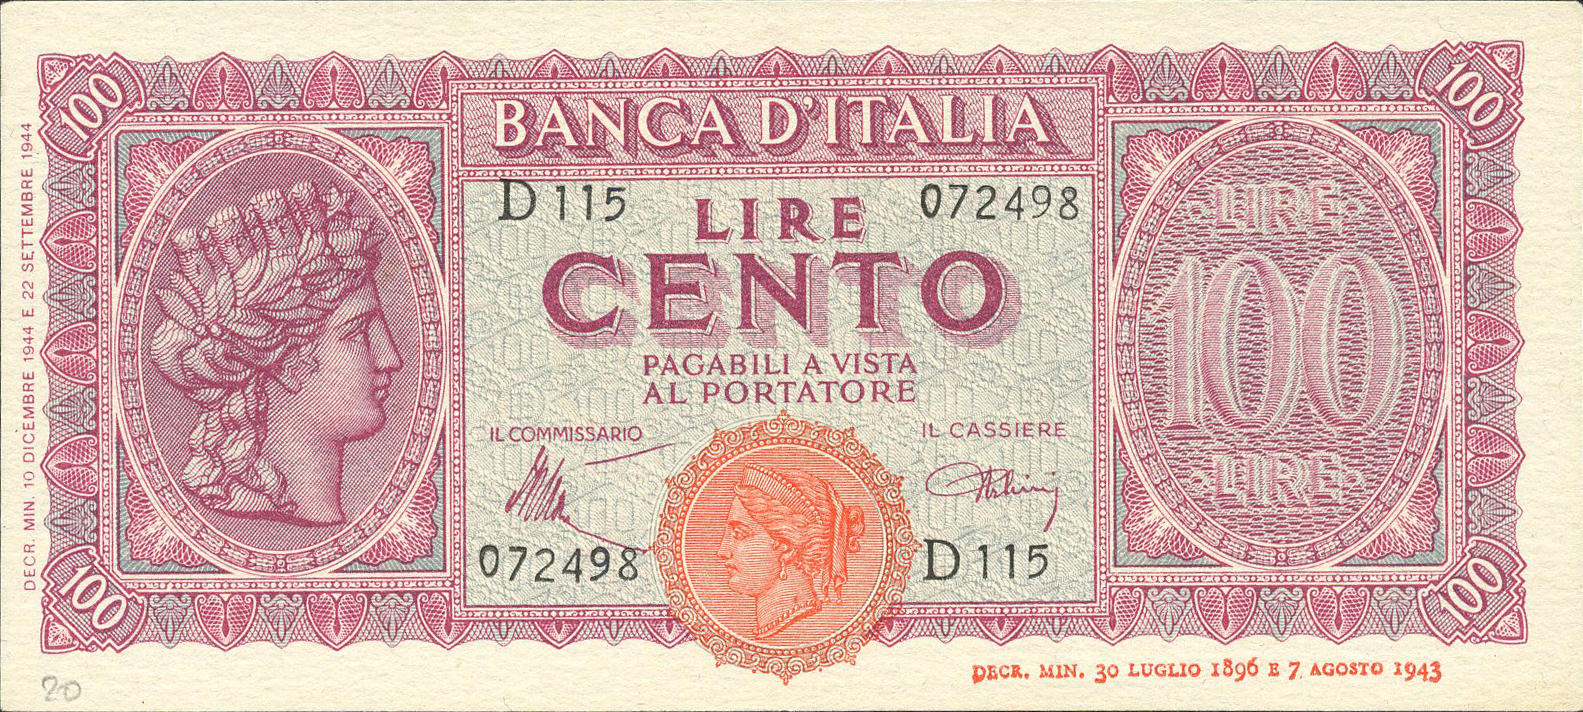 100
100
BANCA D'ITALIA
D 115
072498
LIRE
CENTO
PAGABILI A VISTA
AL PORTATORE
IL COMMISSARIO
IL CASSIERE
072498
D 115
LIRE
100
LIRE
100
100
DECR. MIN. 10 DICEMBRE 1944 E 22 SETTEMBRE 1944
DECR. MIN. 30 LUGLIO 1896 E 7 AGOSTO 1943
20